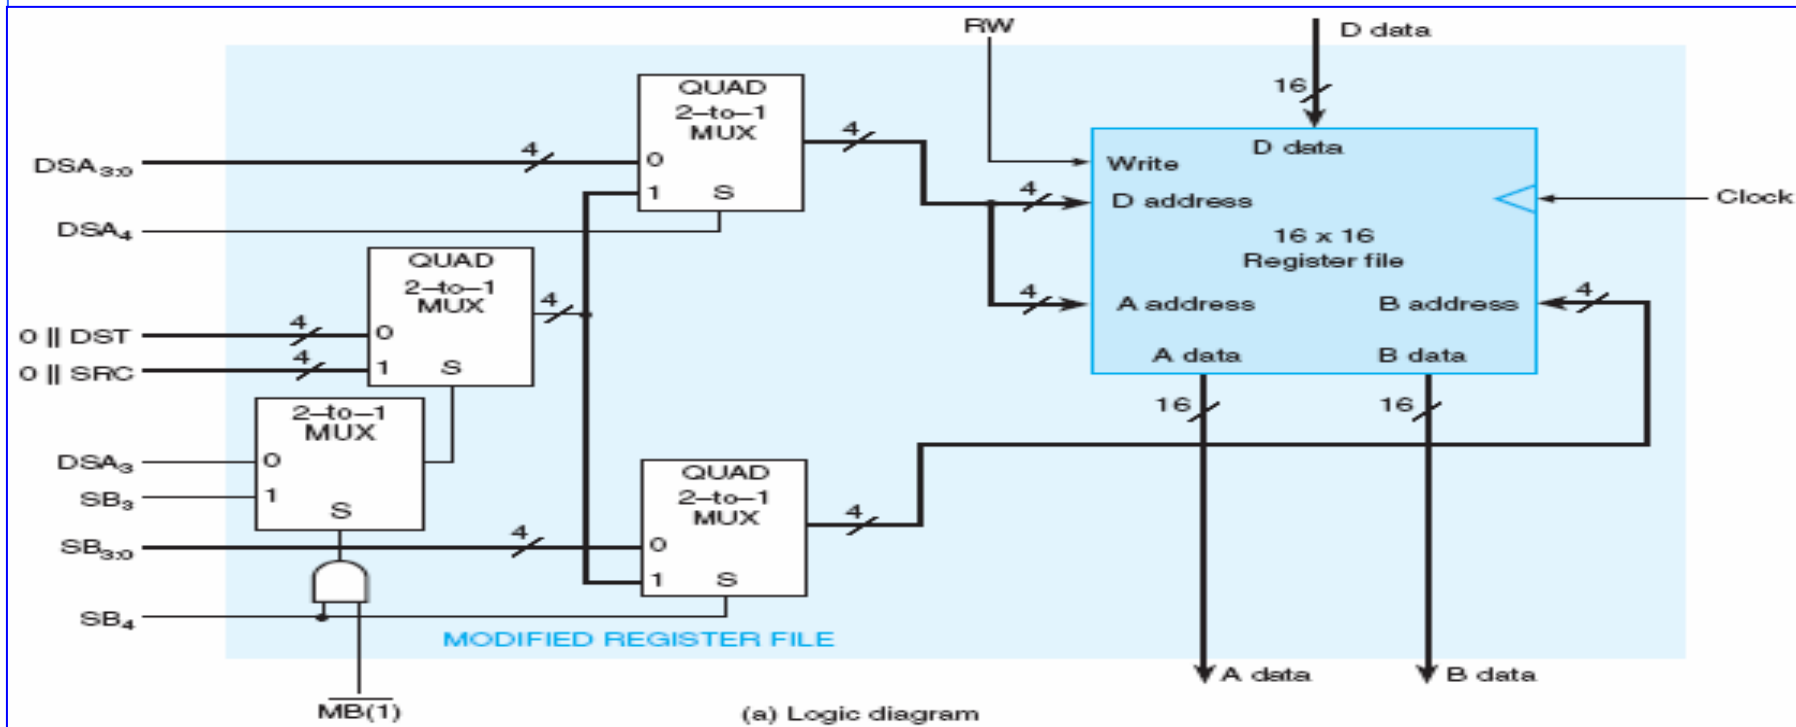 RW
D data
16
QUAD
2–to–1
MUX
4
4
DSA3:0
0
1
S
DSA4
D data
Write
4
D address
Clock
16 x 16
Register file
4
A address
B address
4
A data
B data
16
16
QUAD
2–to–1
MUX
4
0 || DST
4
0
0 || SRC
4
1
S
2–to–1
MUX
DSA3
0
SB3
1
S
QUAD
2–to–1
MUX
4
4
SB3:0
0
1
S
SB4
MODIFIED REGISTER FILE
A data
B data
MB(1)
(a) Logic diagram